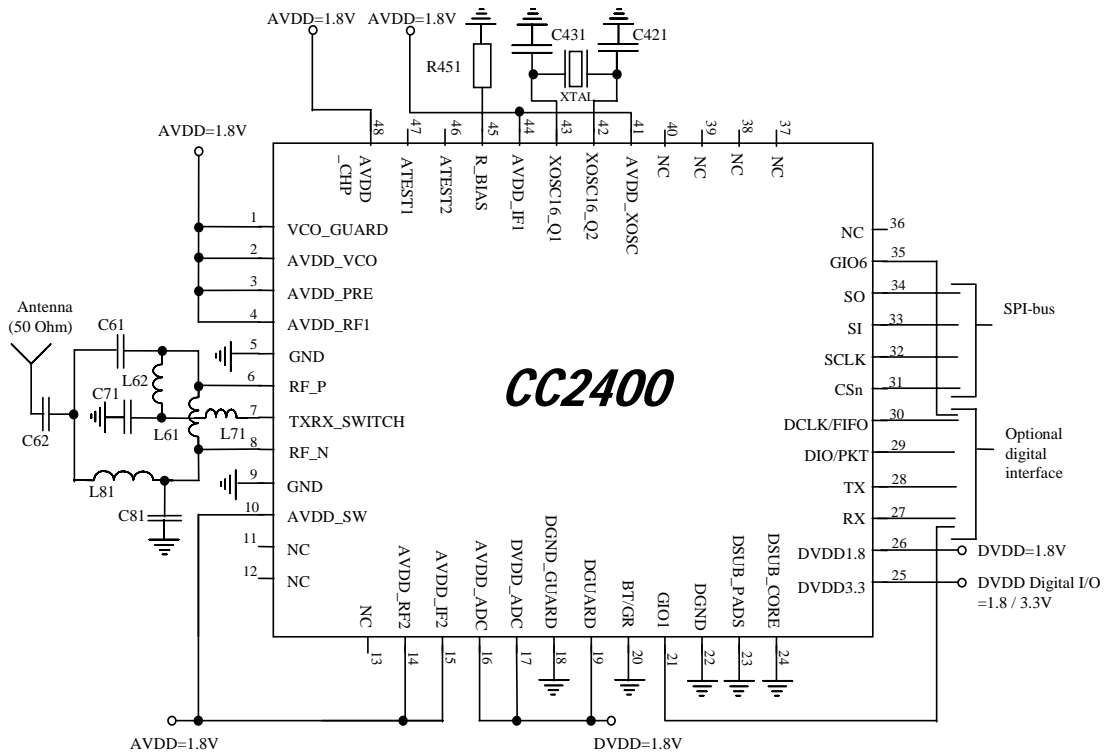 AVDD=1.8V
AVDD=1.8V
C431
C421
R451
XTAL
AVDD=1.8V
48
47
46
45
44
43
42
41
40
39
38
37
AVDD
_CHP
ATEST1
ATEST2
R_BIAS
AVDD_IF1
XOSC16_Q1
XOSC16_Q2
AVDD_XOSC
NC
NC
NC
NC
1
VCO_GUARD
2
AVDD_VCO
3
AVDD_PRE
4
AVDD_RF1
5
GND
6
RF_P
7
TXRX_SWITCH
8
RF_N
9
GND
10
AVDD_SW
11
NC
12
NC
Antenna
(50 Ohm)
C61
L62
C71
L61
L71
C62
L81
C81
CC2400
NC
36
GIO6
35
SO
34
SI
33
SCLK
32
CSn
31
DCLK/FIFO
30
DIO/PKT
29
TX
28
RX
27
DVDD1.8
26
DVDD3.3
25
SPI-bus
Optional
digital
interface
DVDD=1.8V
DVDD Digital I/O
=1.8 / 3.3V
NC
AVDD_RF2
AVDD_IF2
AVDD_ADC
DVDD_ADC
DGND_GUARD
DGUARD
BT/GR
GIO1
DGND
DSUB_PADS
DSUB_CORE
13
14
15
16
17
18
19
20
21
22
23
24
AVDD=1.8V
DVDD=1.8V